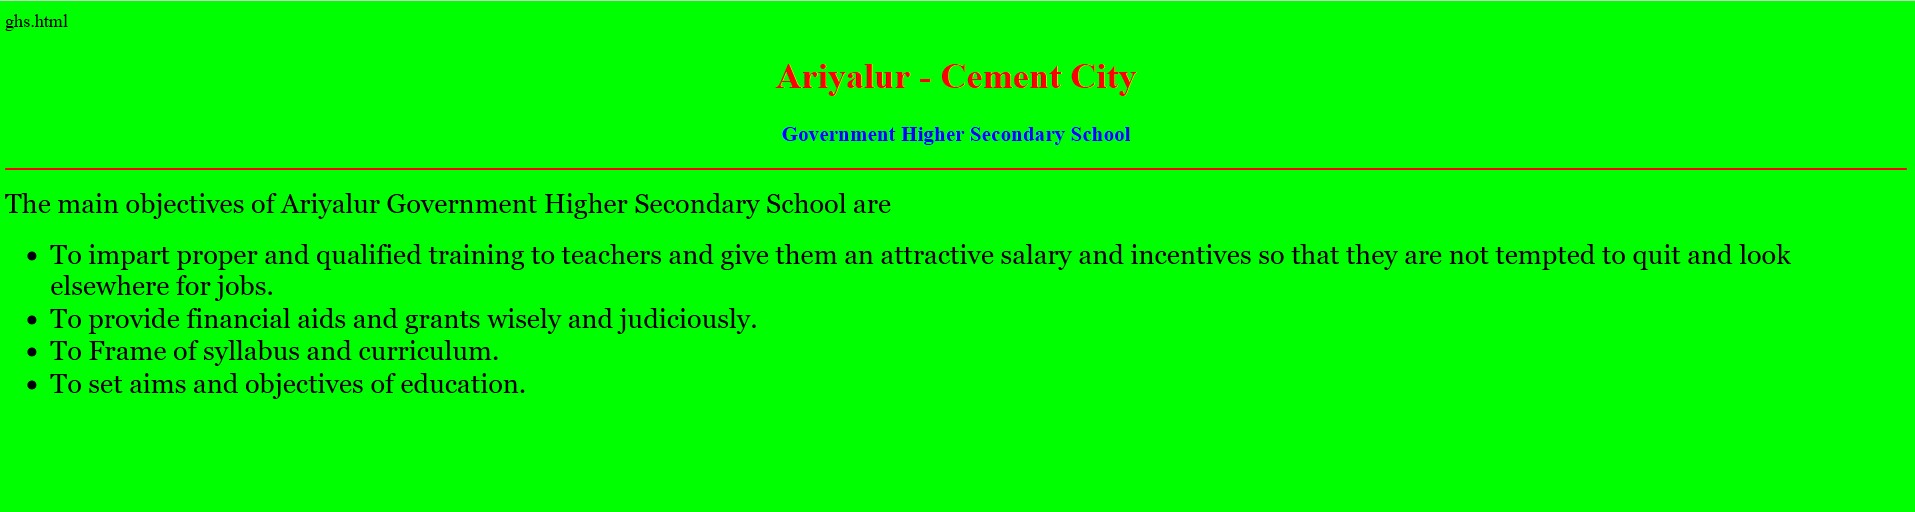 ghs.html
Ariyalur - Cement City
Government Higher Secondary School
The main objectives of Ariyalur Government Higher Secondary School are
• To impart proper and qualified training to teachers and give them an attractive salary and incentives so that they are not tempted to quit and look
elsewhere for jobs.
• To provide financial aids and grants wisely and judiciously.
• To Frame of syllabus and curriculum.
• To set aims and objectives of education.